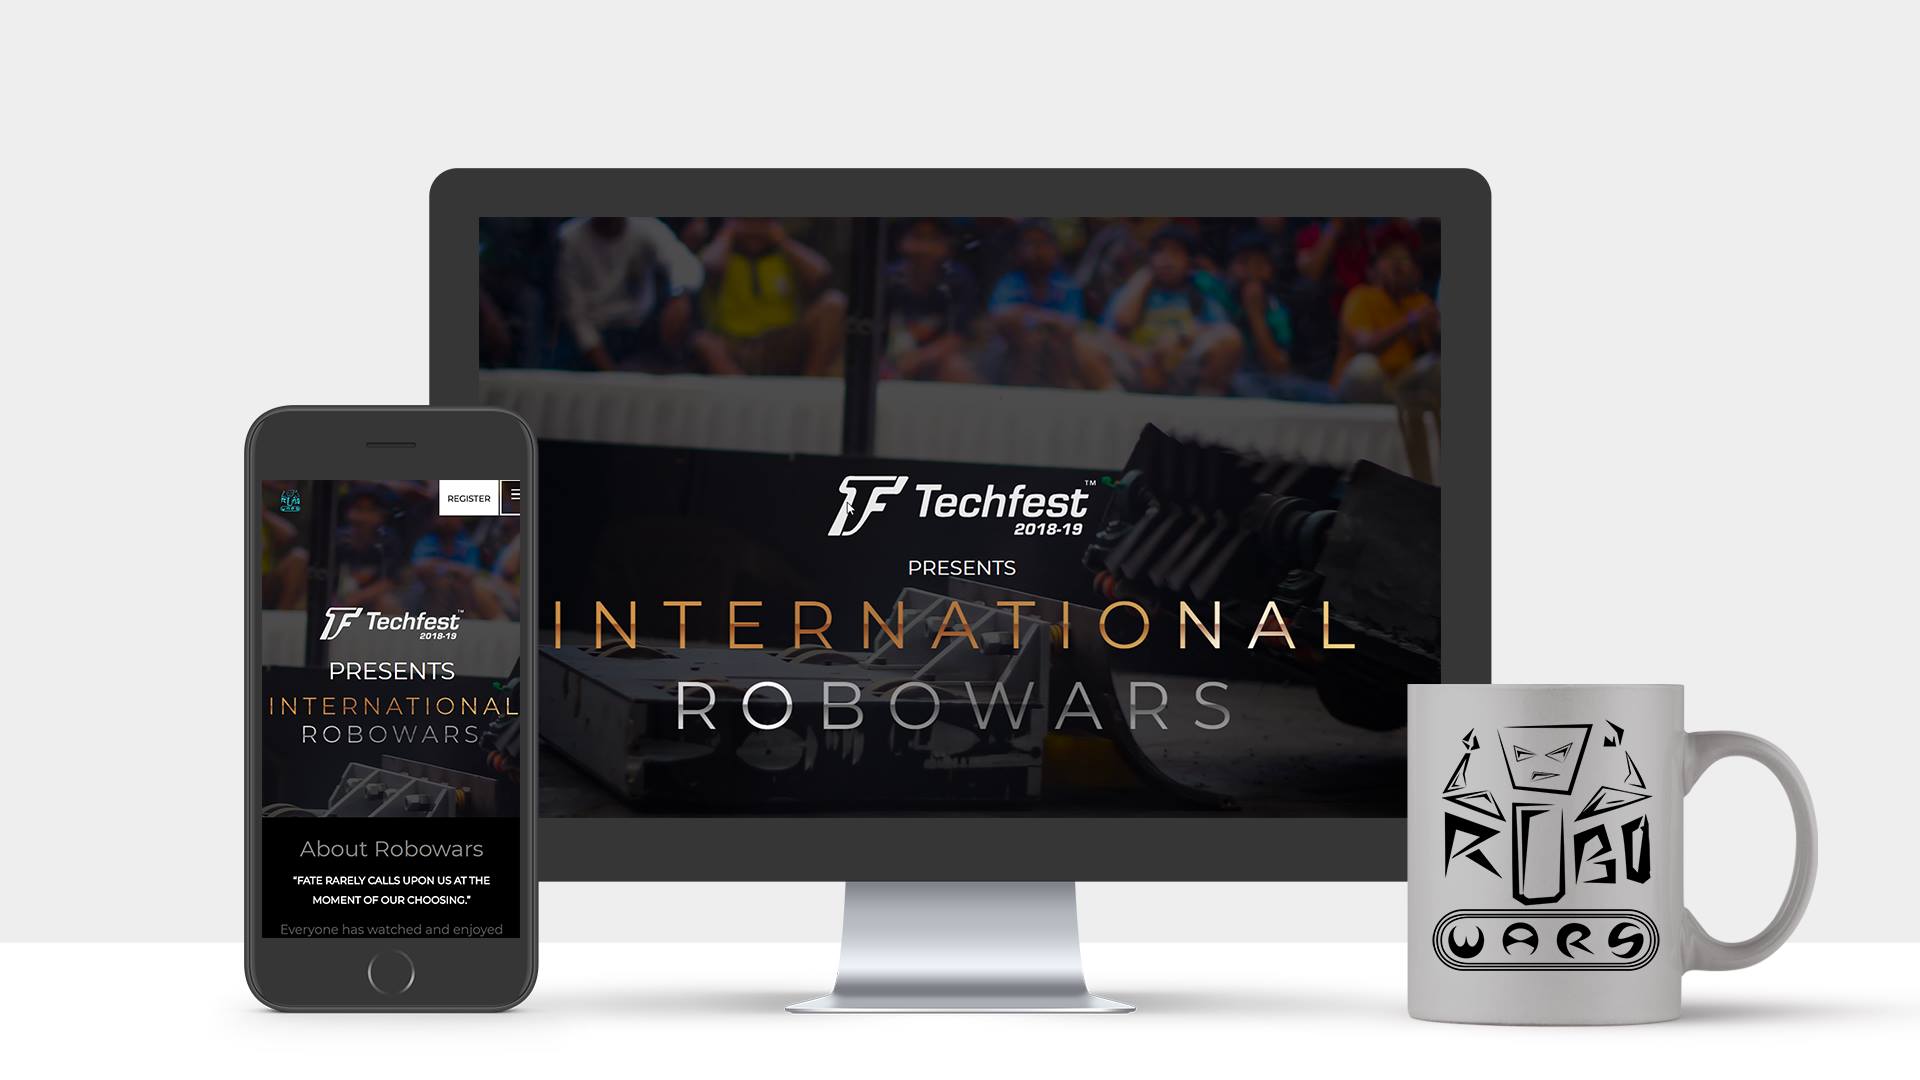 Techfest™
2018-19
PRESENTS
INTERNATIONAL
ROBOWARS
REGISTER
Techfest™
2018-19
PRESENTS
INTERNATIONAL
ROBOWARS
About Robowars
“FATE RARELY CALLS UPON US AT THE
MOMENT OF OUR CHOOSING.”
Everyone has watched and enjoyed
ROBO
WARS